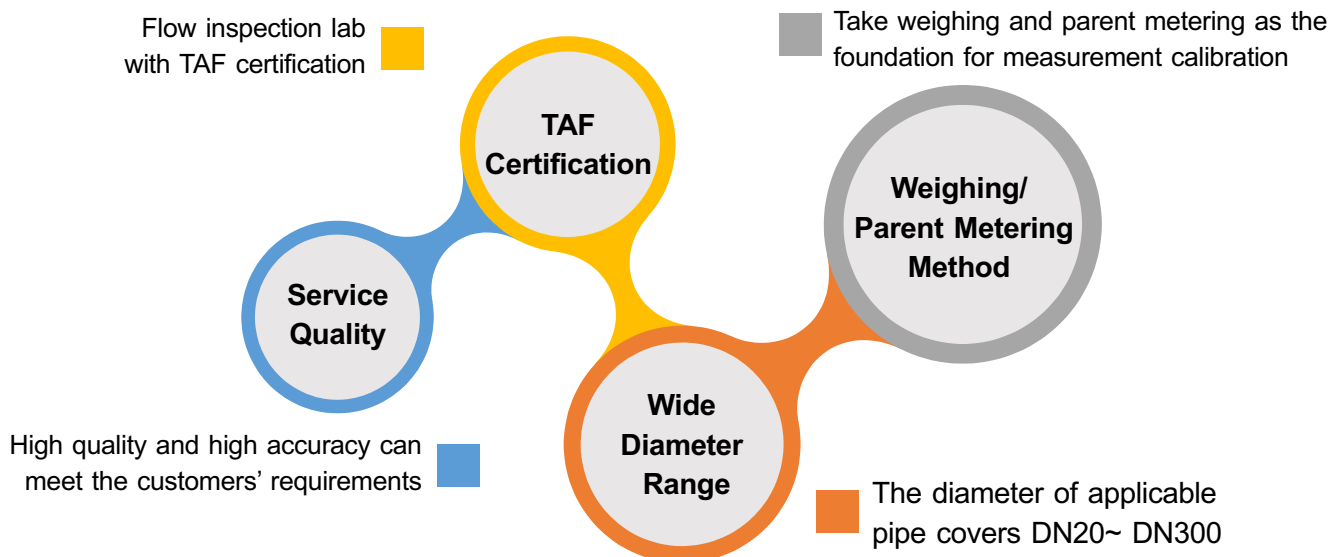 Flow inspection lab
with TAF certification
Take weighing and parent metering as the
foundation for measurement calibration
TAF
Certification
Weighing/
Parent Metering
Method
Service
Quality
Wide
Diameter
Range
High quality and high accuracy can
meet the customers’ requirements
The diameter of applicable
pipe covers DN20~ DN300